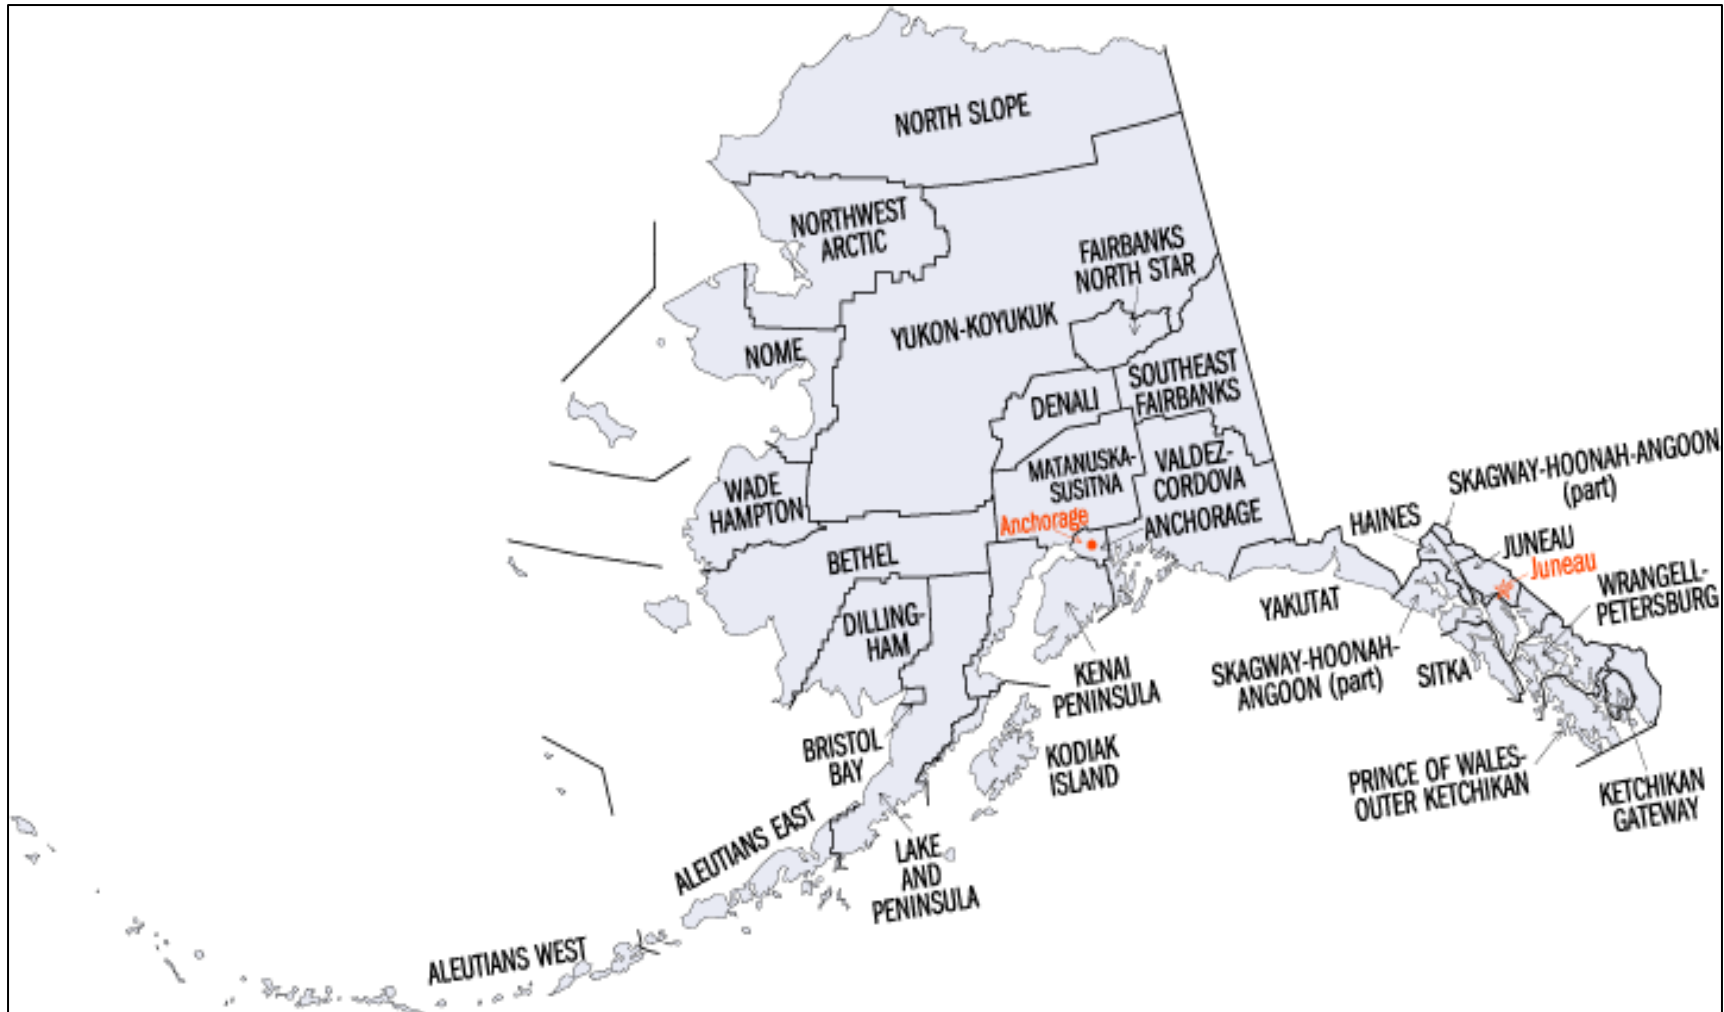 NORTH SLOPE
NORTHWEST
ARCTIC
FAIRBANKS
NORTH STAR
YUKON-KOYUKUK
NOME
SOUTHEAST
FAIRBANKS
DENALI
MATANUSKA-
SUSITNA
VALDEZ-
CORDOVA
WADE
HAMPTON
Anchorage
ANCHORAGE
BETHEL
DILLING-
HAM
SKAGWAY-HOONAH-ANGOON
(part)
HAINES
JUNEAU
Juneau
WRANGELL-
PETERSBURG
YAKUTAT
SKAGWAY-HOONAH-
ANGOON (part)
SITKA
KENAI
PENINSULA
BRISTOL
BAY
KODIAK
ISLAND
PRINCE OF WALES-
OUTER KETCHIKAN
KETCHIKAN
GATEWAY
ALEUTIANS EAST
LAKE
AND
PENINSULA
ALEUTIANS WEST